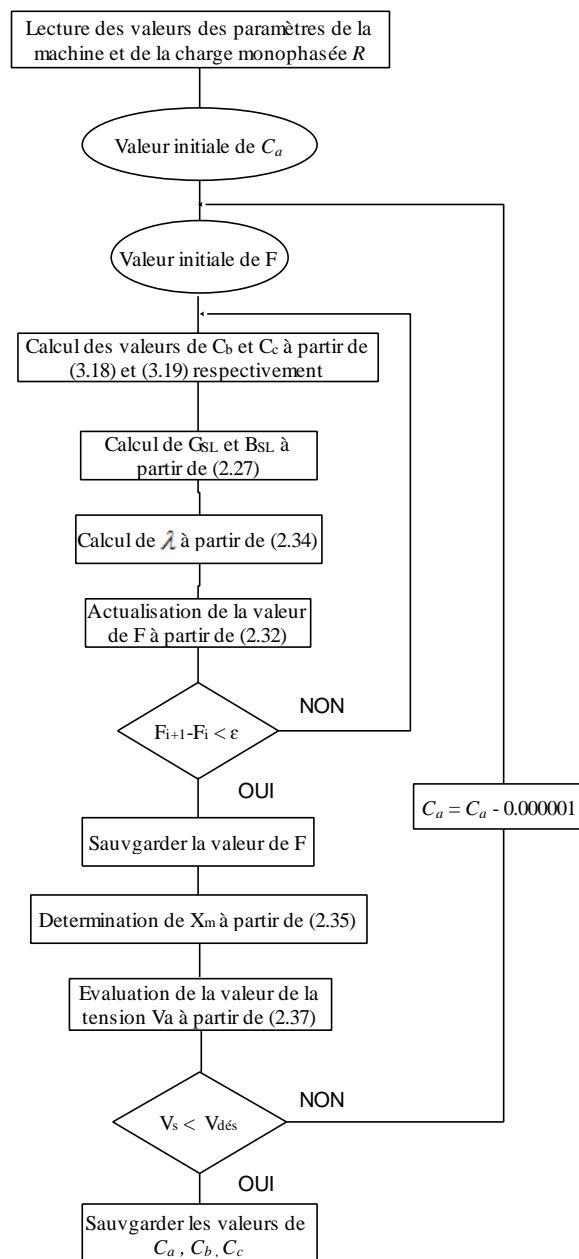 Lecture des valeurs des paramètres de la
machine et de la charge monophasée R
Valeur initiale de Ca
Valeur initiale de F
Calcul des valeurs de Cb et Cc à partir de
(3.18) et (3.19) respectivement
Calcul de GSL et BSL à
partir de (2.27)
Calcul de λ à partir de (2.34)
Actualisation de la valeur
de F à partir de (2.32)
NON
Fi+1-Fi < ε
OUI
Ca = Ca - 0.000001
Sauvgarder la valeur de F
Determination de Xm à partir de (2.35)
Evaluation de la valeur de la
tension Va à partir de (2.37)
NON
Vs < Vdés
OUI
Sauvgarder les valeurs de
Ca , Cb , Cc